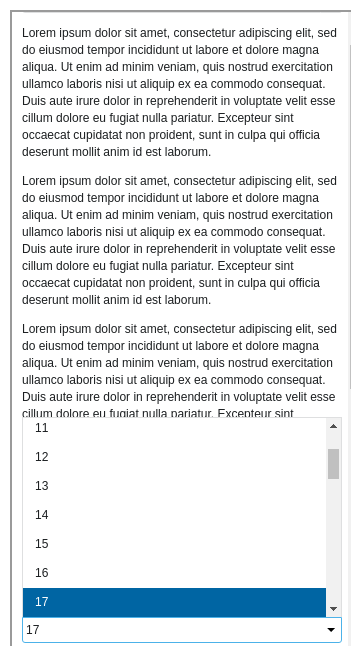 Lorem ipsum dolor sit amet, consectetur adipiscing elit, sed
do eiusmod tempor incididunt ut labore et dolore magna
aliqua. Ut enim ad minim veniam, quis nostrud exercitation
ullamco laboris nisi ut aliquip ex ea commodo consequat.
Duis aute irure dolor in reprehenderit in voluptate velit esse
cillum dolore eu fugiat nulla pariatur. Excepteur sint
occaecat cupidatat non proident, sunt in culpa qui officia
deserunt mollit anim id est laborum.
Lorem ipsum dolor sit amet, consectetur adipiscing elit, sed
do eiusmod tempor incididunt ut labore et dolore magna
aliqua. Ut enim ad minim veniam, quis nostrud exercitation
ullamco laboris nisi ut aliquip ex ea commodo consequat.
Duis aute irure dolor in reprehenderit in voluptate velit esse
cillum dolore eu fugiat nulla pariatur. Excepteur sint
occaecat cupidatat non proident, sunt in culpa qui officia
deserunt mollit anim id est laborum.
Lorem ipsum dolor sit amet, consectetur adipiscing elit, sed
do eiusmod tempor incididunt ut labore et dolore magna
aliqua. Ut enim ad minim veniam, quis nostrud exercitation
ullamco laboris nisi ut aliquip ex ea commodo consequat.
Duis aute irure dolor in reprehenderit in voluptate velit esse
cillum dolore eu fugiat nulla pariatur. Excepteur sint
11
12
13
14
15
16
17
17